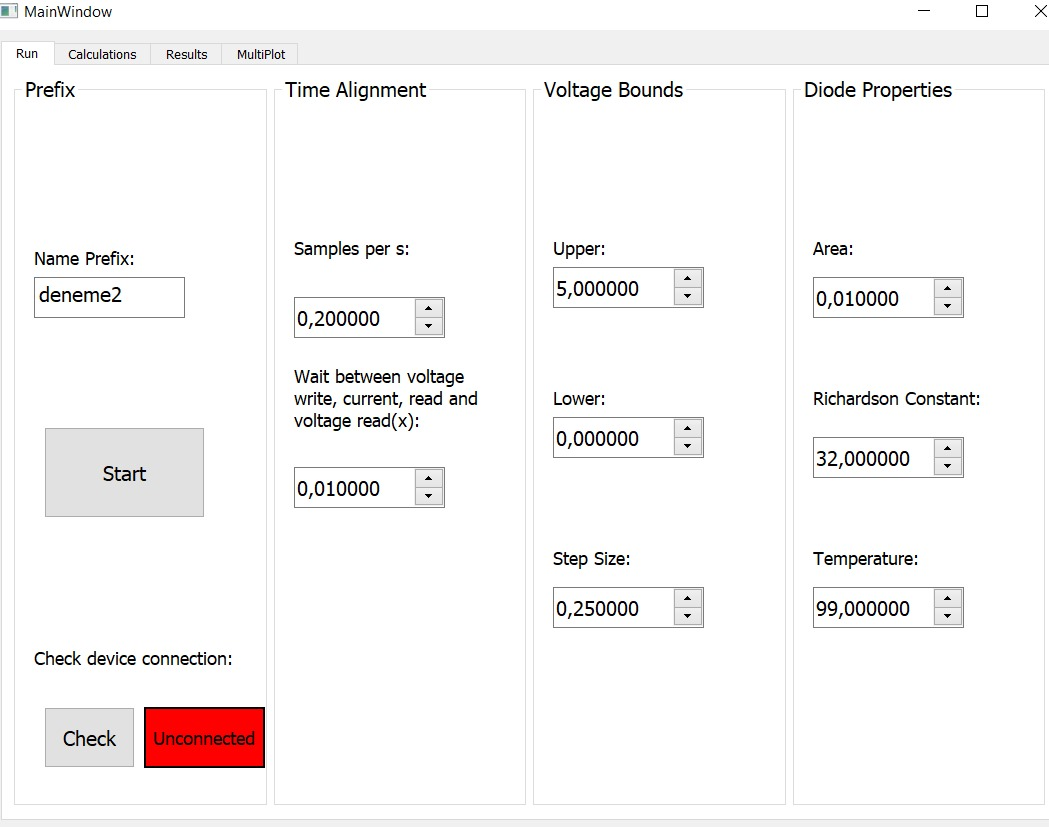 MainWindow
Run Calculations Results MultiPlot
Prefix
Name Prefix:
deneme2
Start
Check device connection:
Check Unconnected
Time Alignment
Samples per s:
0,200000
Wait between voltage
write, current, read and
voltage read(x):
0,010000
Voltage Bounds
Upper:
5,000000
Lower:
0,000000
Step Size:
0,250000
Diode Properties
Area:
0,010000
Richardson Constant:
32,000000
Temperature:
99,000000